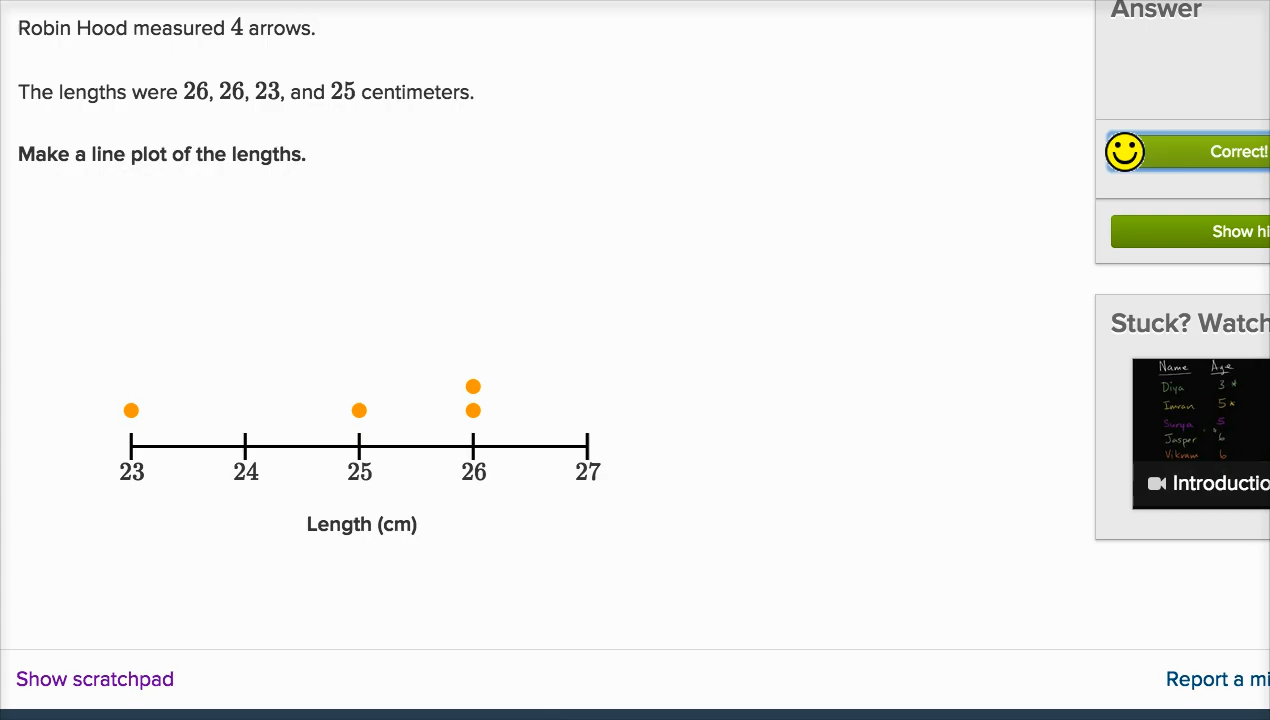 Robin Hood measured 4 arrows.
The lengths were 26, 26, 23, and 25 centimeters.
Make a line plot of the lengths.
23 24 25 26 27
Length (cm)
Show scratchpad
Answer
Correct!
Show hi
Stuck? Watch
Name Age
Diya 3 *
Imran 5 *
Surya 5
Jasper 6
Vikram 6
Introductio
Report a mi